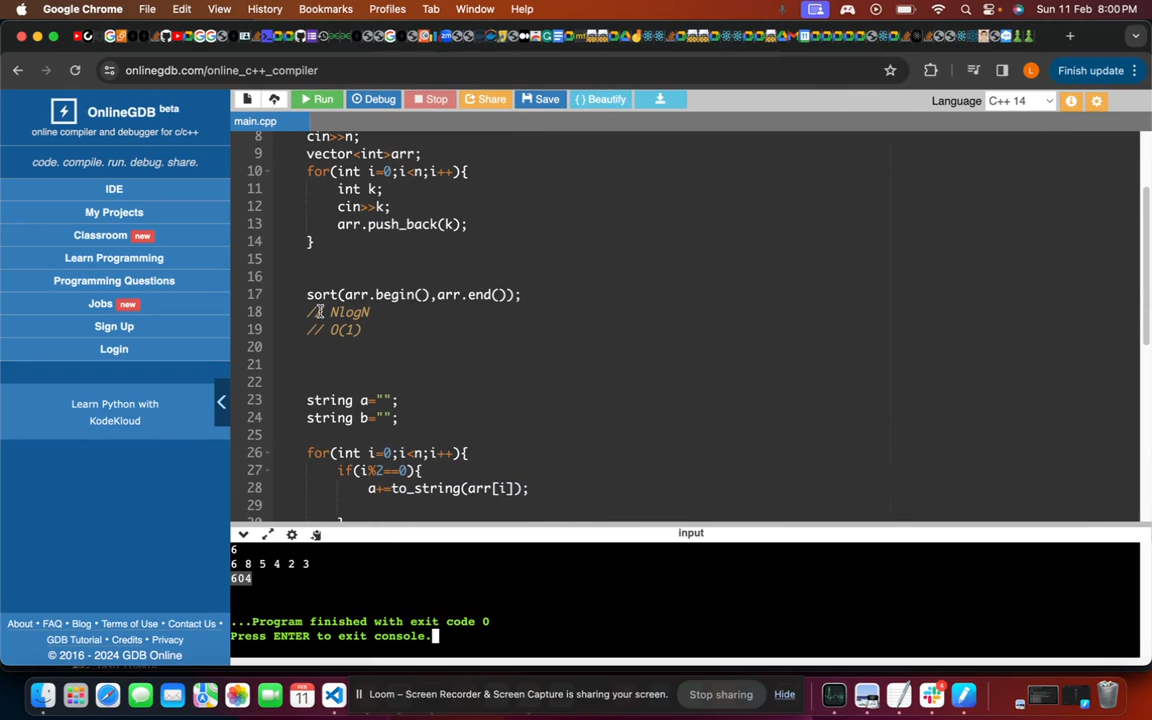 Google Chrome File Edit View History Bookmarks Profiles Tab Window Help Sun 11 Feb 8:00 PM
onlinegdb.com/online_c++_compiler Finish update
OnlineGDB beta
online compiler and debugger for c/c++
code. compile. run. debug. share.
IDE
My Projects
Classroom new
Learn Programming
Programming Questions
Jobs new
Sign Up
Login
Learn Python with
KodeKloud
About • FAQ • Blog • Terms of Use • Contact Us •
GDB Tutorial • Credits • Privacy
© 2016 - 2024 GDB Online
Run Debug Stop Share Save { } Beautify Language C++ 14
main.cpp
8 cin>>n;
9 vector<int>arr;
10 for(int i=0;i<n;i++){
11 int k;
12 cin>>k;
13 arr.push_back(k);
14 }
15
16
17 sort(arr.begin(),arr.end());
18 // NlogN
19 // O(1)
20
21
22
23 string a="";
24 string b="";
25
26 for(int i=0;i<n;i++){
27 if(i%2==0){
28 a+=to_string(arr[i]);
29
input
6
6 8 5 4 2 3
604
...Program finished with exit code 0
Press ENTER to exit console.
FEB
11
Loom – Screen Recorder & Screen Capture is sharing your screen. Stop sharing Hide
4